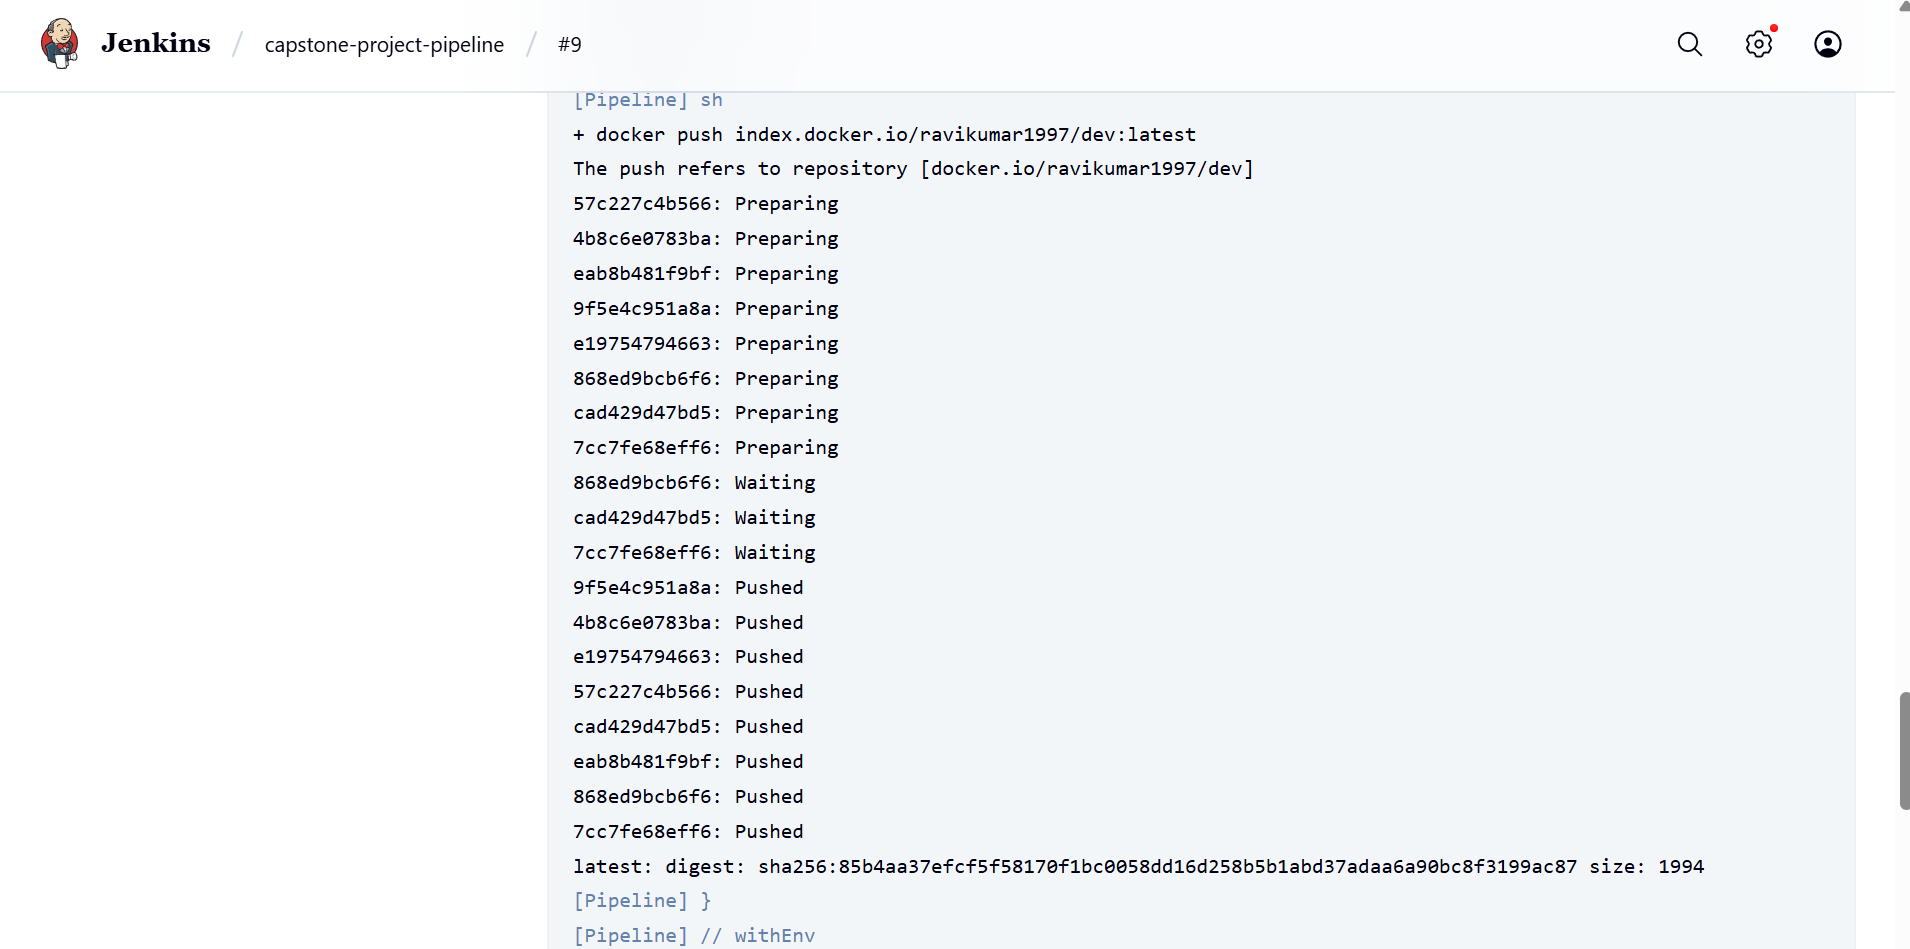 Jenkins / capstone-project-pipeline / #9
[Pipeline] sh
+ docker push index.docker.io/ravikumar1997/dev:latest
The push refers to repository [docker.io/ravikumar1997/dev]
57c227c4b566: Preparing
4b8c6e0783ba: Preparing
eab8b481f9bf: Preparing
9f5e4c951a8a: Preparing
e19754794663: Preparing
868ed9bcb6f6: Preparing
cad429d47bd5: Preparing
7cc7fe68eff6: Preparing
868ed9bcb6f6: Waiting
cad429d47bd5: Waiting
7cc7fe68eff6: Waiting
9f5e4c951a8a: Pushed
4b8c6e0783ba: Pushed
e19754794663: Pushed
57c227c4b566: Pushed
cad429d47bd5: Pushed
eab8b481f9bf: Pushed
868ed9bcb6f6: Pushed
7cc7fe68eff6: Pushed
latest: digest: sha256:85b4aa37efcf5f58170f1bc0058dd16d258b5b1abd37adaa6a90bc8f3199ac87 size: 1994
[Pipeline] }
[Pipeline] // withEnv